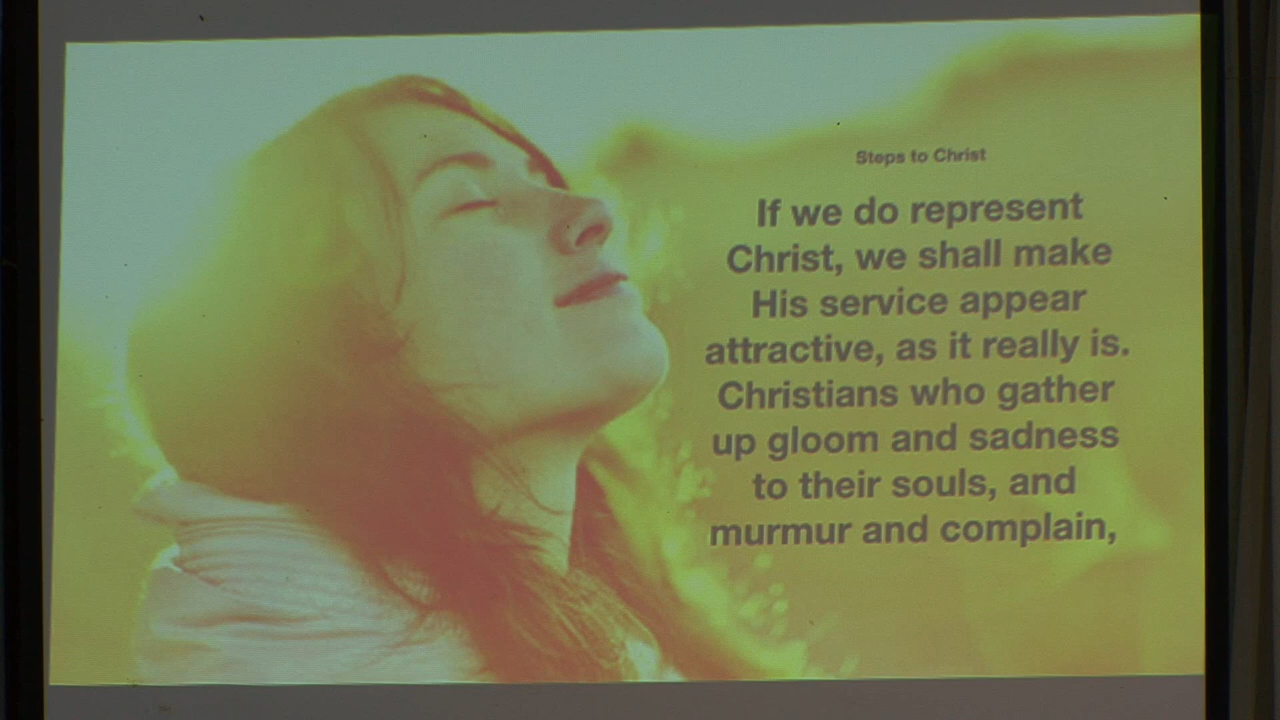 Steps to Christ
If we do represent
Christ, we shall make
His service appear
attractive, as it really is.
Christians who gather
up gloom and sadness
to their souls, and
murmur and complain,